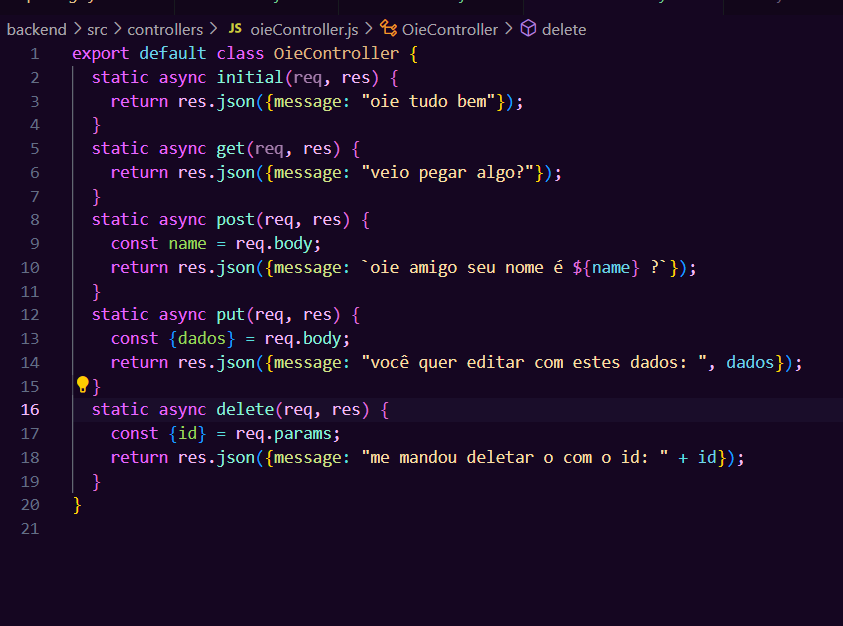 backend > src > controllers > JS oieController.js > OieController > delete
1 export default class OieController {
2 static async initial(req, res) {
3 return res.json({message: "oie tudo bem"});
4 }
5 static async get(req, res) {
6 return res.json({message: "veio pegar algo?"});
7 }
8 static async post(req, res) {
9 const name = req.body;
10 return res.json({message: `oie amigo seu nome é ${name} ?`});
11 }
12 static async put(req, res) {
13 const {dados} = req.body;
14 return res.json({message: "você quer editar com estes dados: ", dados});
15 }
16 static async delete(req, res) {
17 const {id} = req.params;
18 return res.json({message: "me mandou deletar o com o id: " + id});
19 }
20 }
21